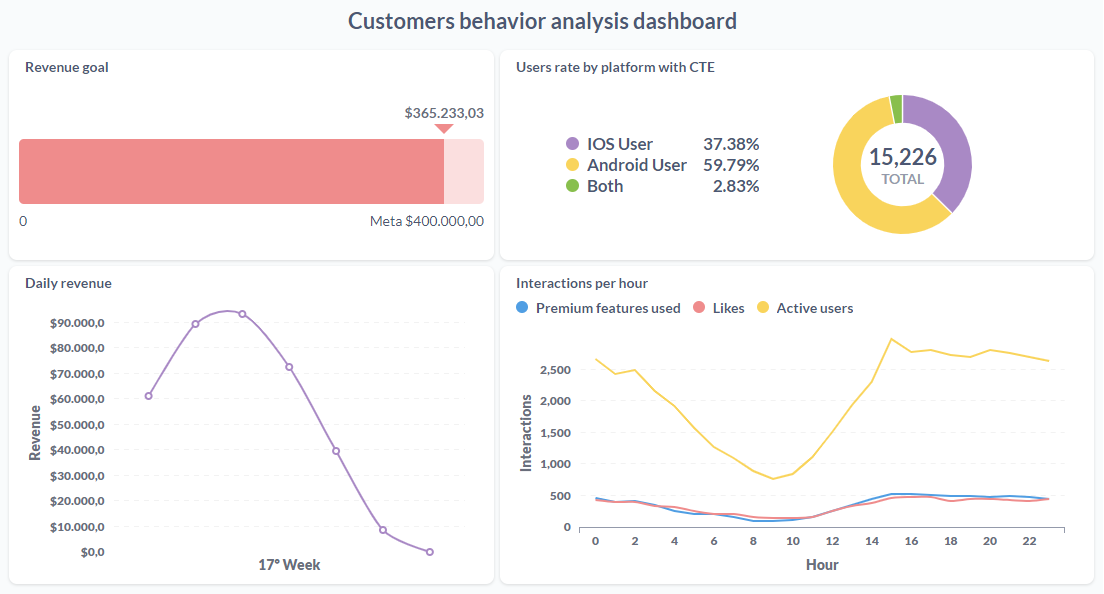 Customers behavior analysis dashboard
Revenue goal
$365.233,03
0
Meta $400.000,00
Users rate by platform with CTE
IOS User 37.38%
Android User 59.79%
Both 2.83%
15,226
TOTAL
Daily revenue
Revenue
$90.000,0
$80.000,0
$70.000,0
$60.000,0
$50.000,0
$40.000,0
$30.000,0
$20.000,0
$10.000,0
$0,0
17° Week
Interactions per hour
Premium features used Likes Active users
Interactions
2,500
2,000
1,500
1,000
500
0
0 2 4 6 8 10 12 14 16 18 20 22
Hour